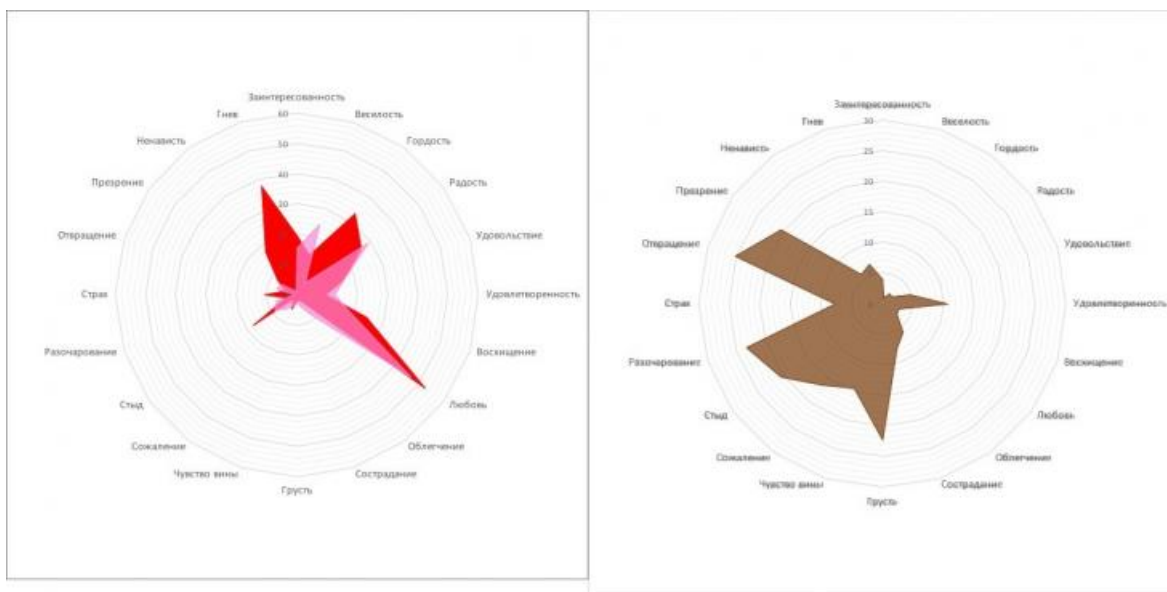 Заинтересованность
Гнев
Веселость
60
Ненависть
Гордость
50
Презрение
Радость
40
30
Отвращение
Удовольствие
Страх
Удовлетворенность
Разочарование
Восхищение
Стыд
Любовь
Сожаление
Облегчение
Чувство вины
Сострадание
Грусть
Заинтересованность
Гнев
Веселость
30
Ненависть
Гордость
25
Презрение
Радость
20
15
Отвращение
Удовольствие
10
Страх
Удовлетворенность
Разочарование
Восхищение
Стыд
Любовь
Сожаление
Облегчение
Чувство вины
Сострадание
Грусть